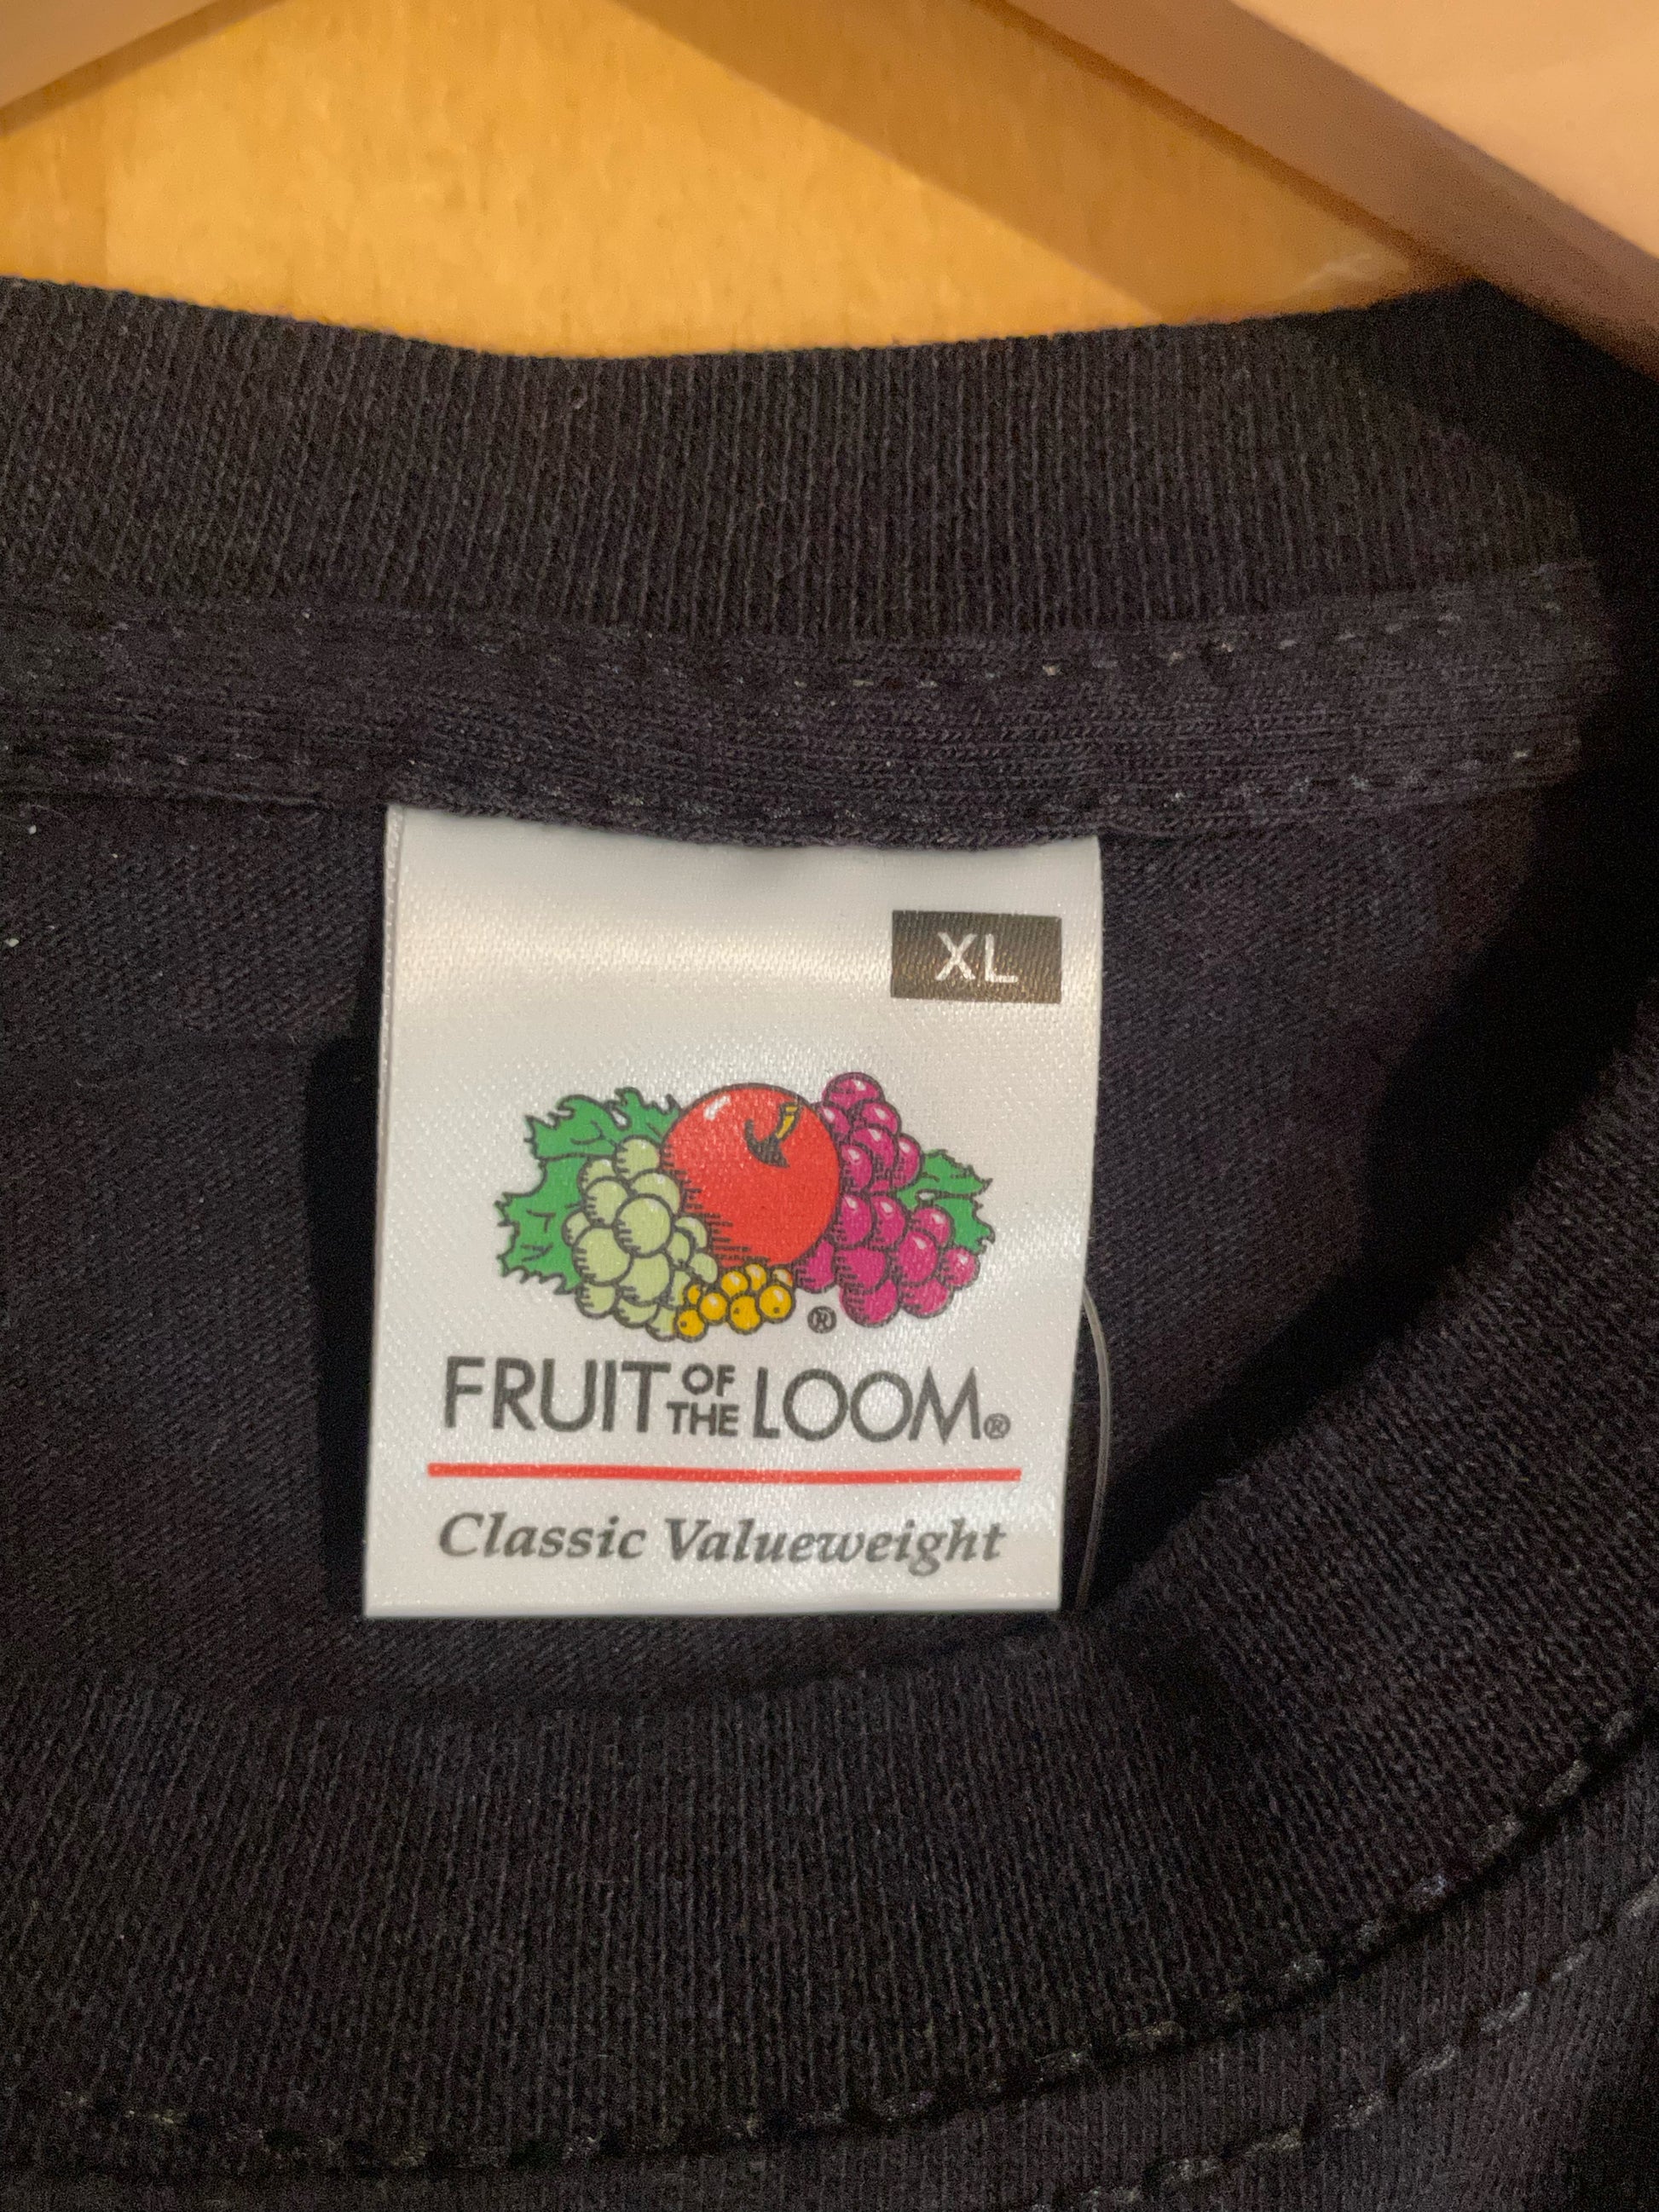 XL
®
FRUIT OF THE LOOM®
Classic Valueweight